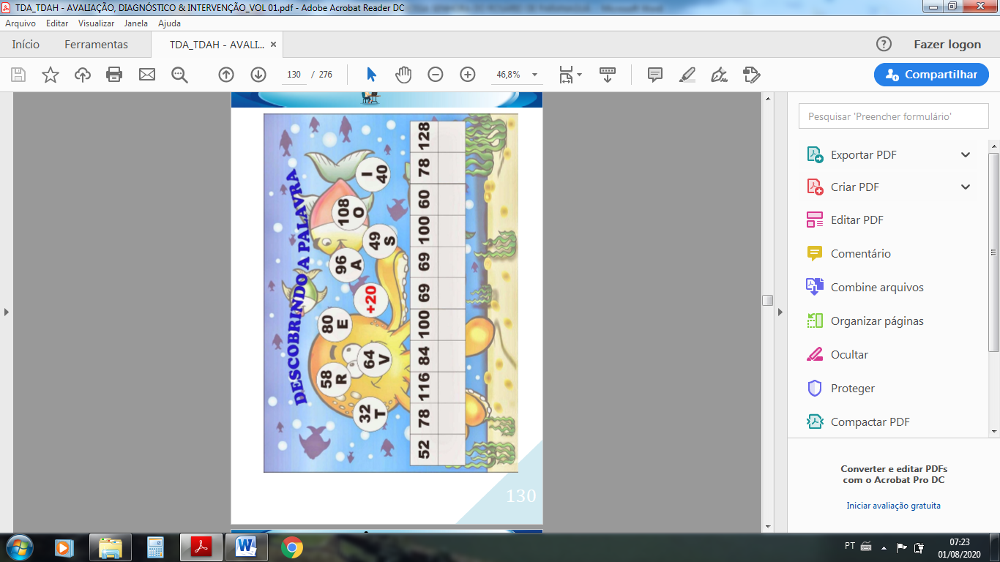 TDA_TDAH - AVALIAÇÃO, DIAGNÓSTICO & INTERVENÇÃO_VOL 01.pdf - Adobe Acrobat Reader DC
Arquivo Editar Visualizar Janela Ajuda
Início Ferramentas TDA_TDAH - AVALI... × Fazer logon
130 / 276 46,8% Compartilhar
DESCOBRINDO A PALAVRA
32 T
58 R
64 V
80 E
+20
96 A
49 S
108 O
I 40
52 78 116 84 100 69 69 100 60 78 128
130
Pesquisar 'Preencher formulário'
Exportar PDF
Criar PDF
Editar PDF
Comentário
Combine arquivos
Organizar páginas
Ocultar
Proteger
Compactar PDF
Converter e editar PDFs
com o Acrobat Pro DC
Iniciar avaliação gratuita
PT 07:23
01/08/2020